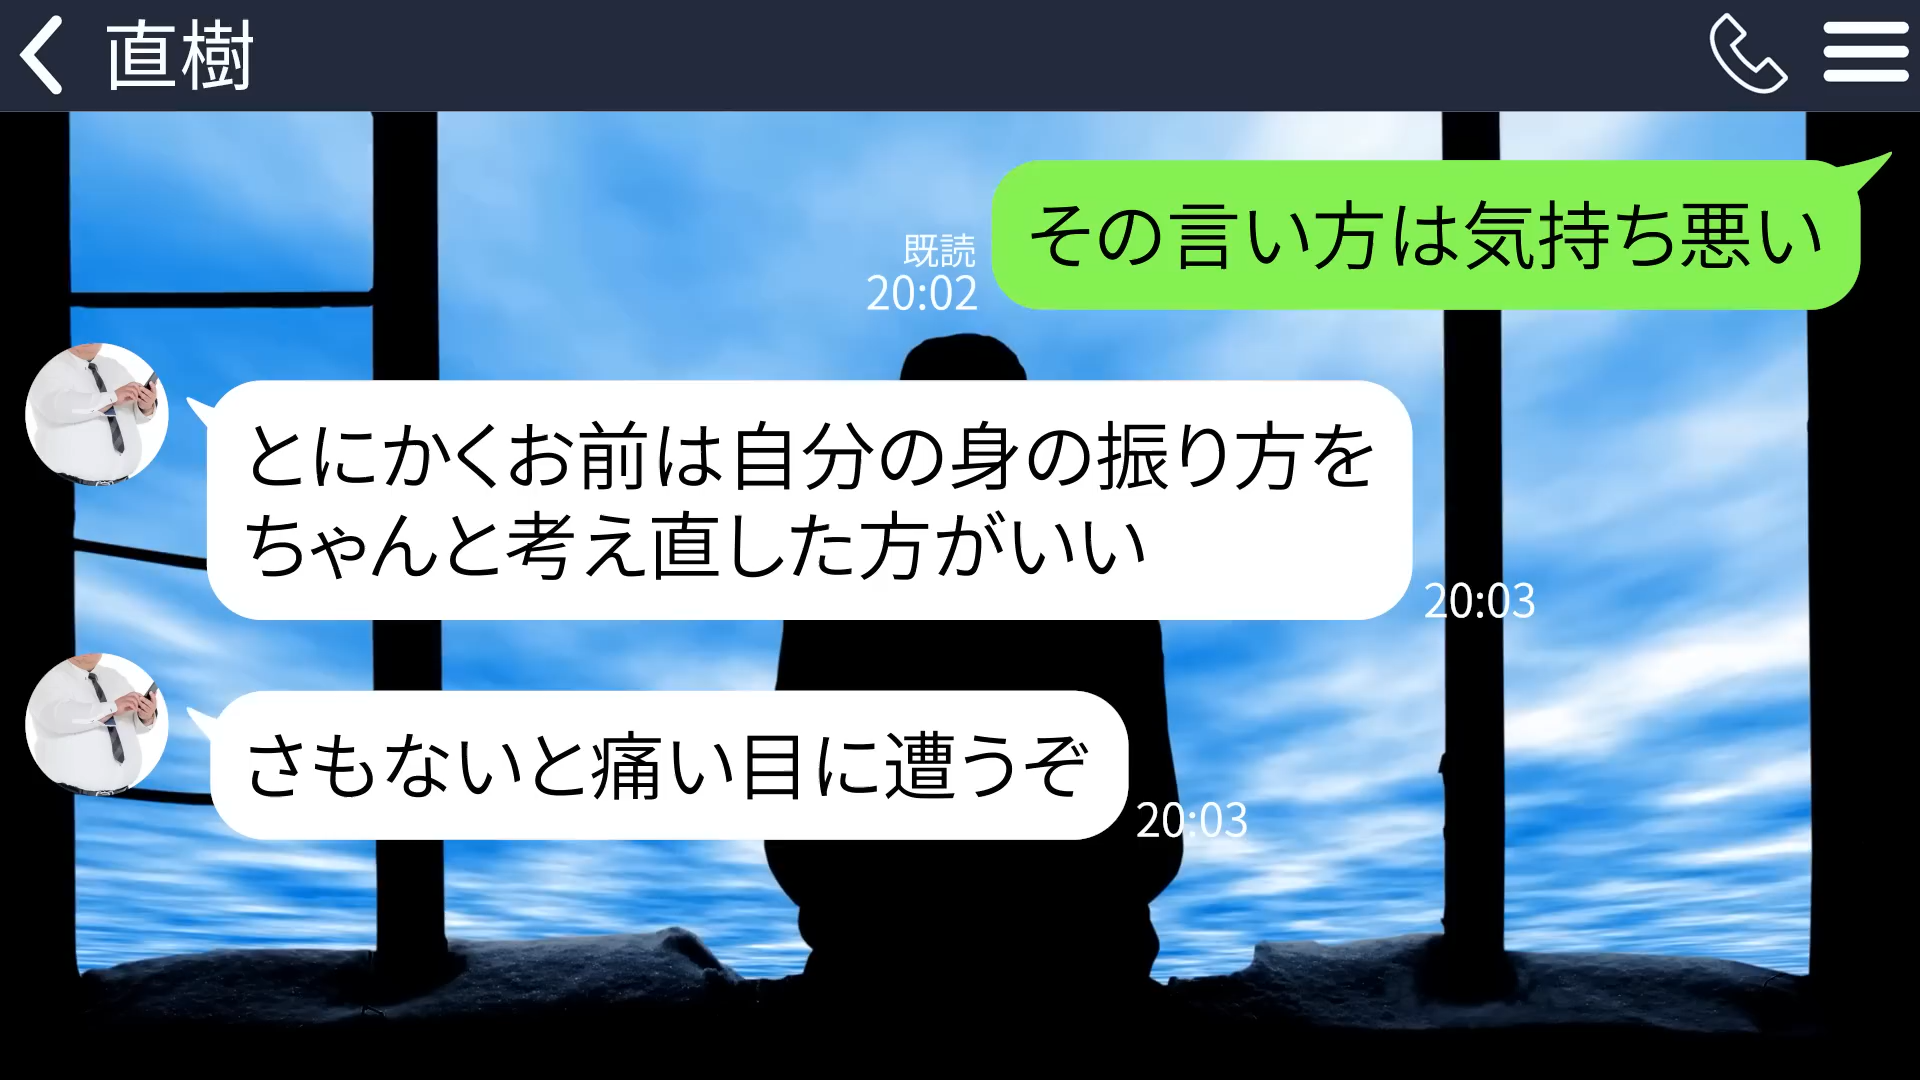 直樹
その言い方は気持ち悪い
既読
20:02
とにかくお前は自分の身の振り方を
ちゃんと考え直した方がいい
20:03
さもないと痛い目に遭うぞ
20:03